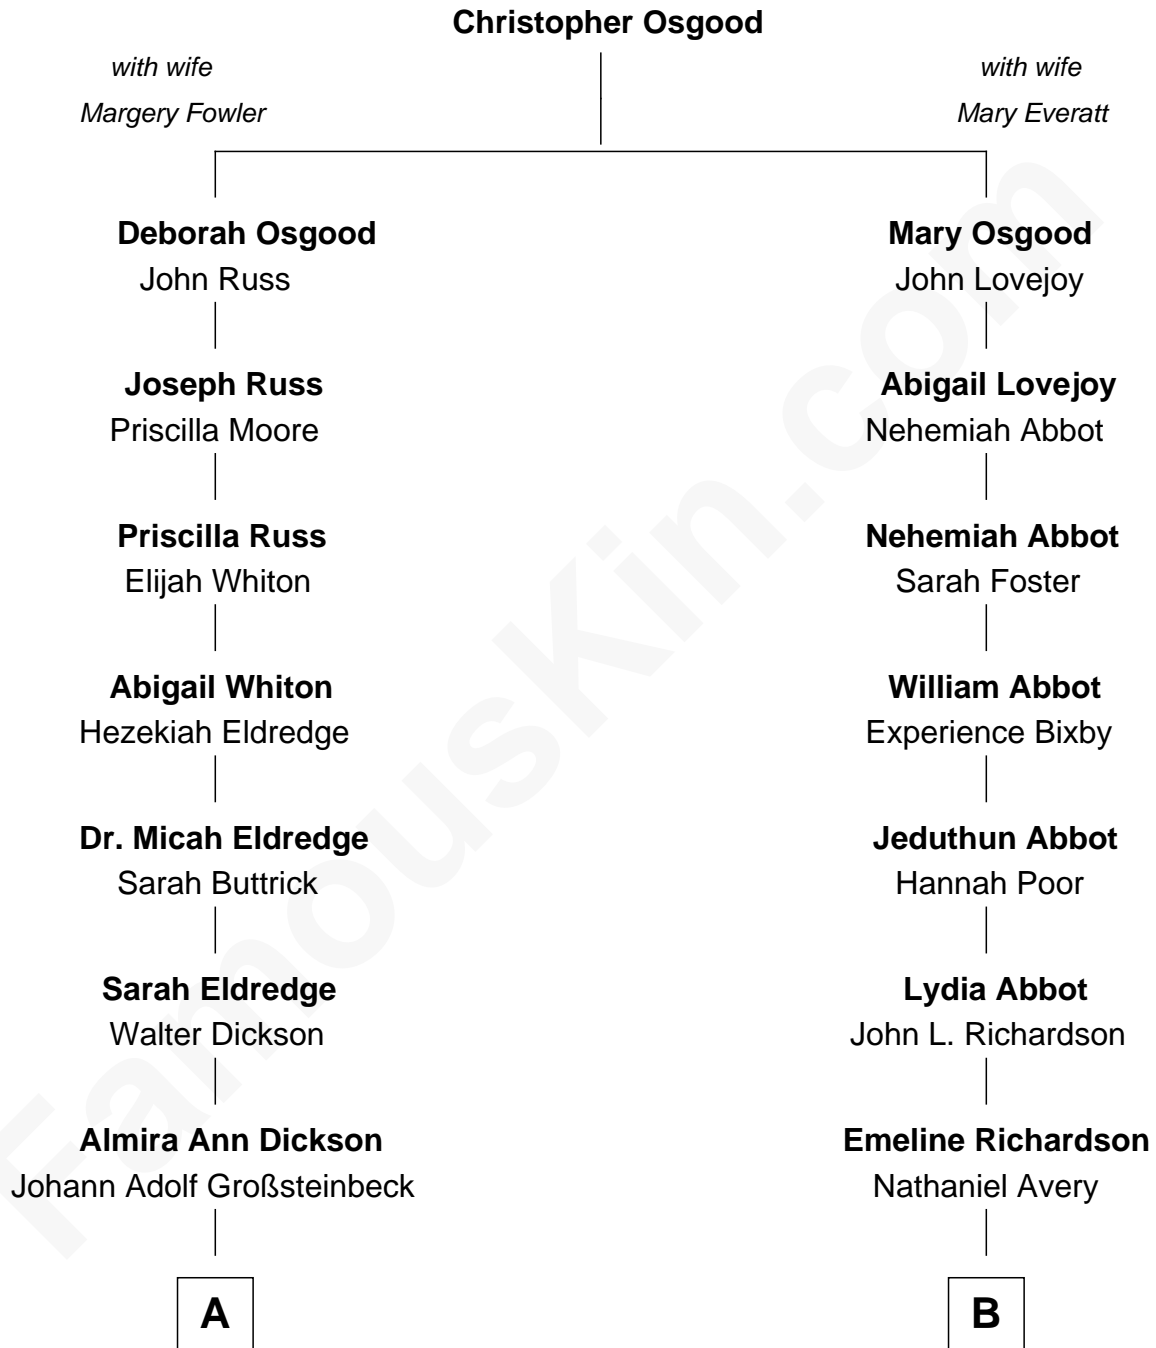 Christopher Osgood
with wife
Margery Fowler
with wife
Mary Everatt
Deborah Osgood
John Russ
Mary Osgood
John Lovejoy
Joseph Russ
Priscilla Moore
Abigail Lovejoy
Nehemiah Abbot
Priscilla Russ
Elijah Whiton
Nehemiah Abbot
Sarah Foster
Abigail Whiton
Hezekiah Eldredge
William Abbot
Experience Bixby
Dr. Micah Eldredge
Sarah Buttrick
Jeduthun Abbot
Hannah Poor
Sarah Eldredge
Walter Dickson
Lydia Abbot
John L. Richardson
Almira Ann Dickson
Johann Adolf Großsteinbeck
Emeline Richardson
Nathaniel Avery
A
B
FamousKin.com